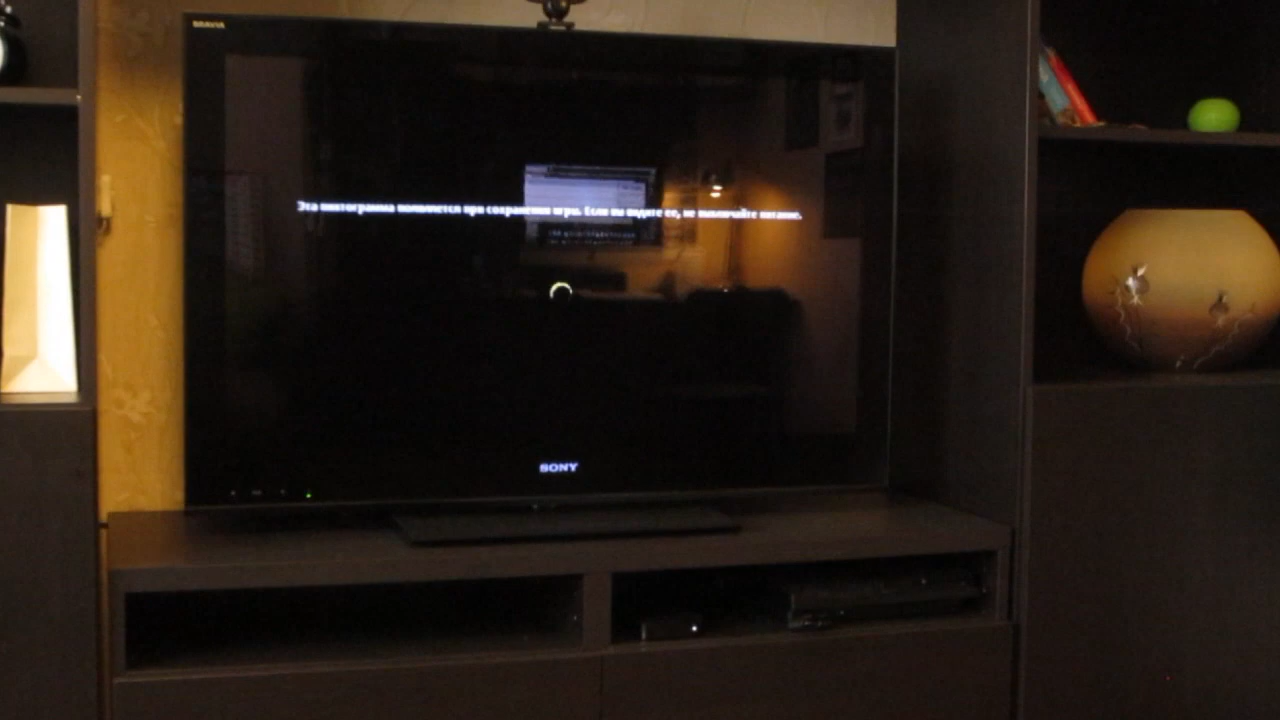 BRAVIA
Эта пиктограмма появляется при сохранении игры. Если вы видите ее, не выключайте питание.
SONY